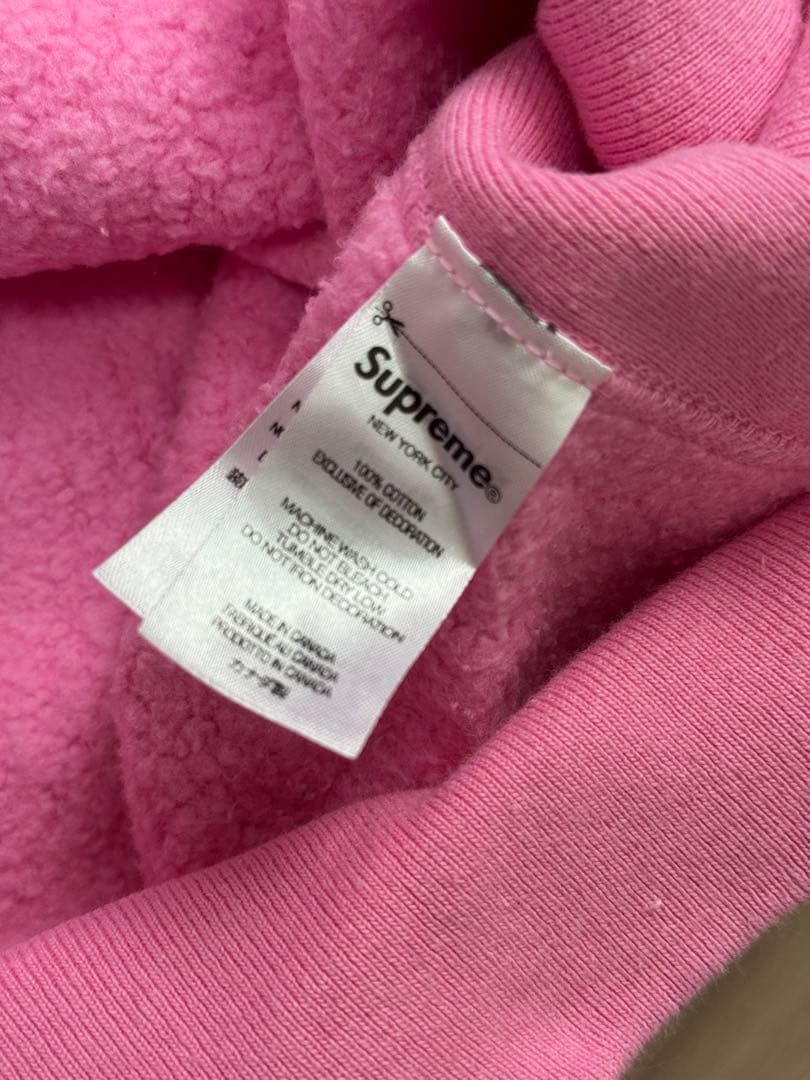 Supreme®
NEW YORK CITY
100% COTTON
EXCLUSIVE OF DECORATION
MACHINE WASH COLD
DO NOT BLEACH
TUMBLE DRY LOW
DO NOT IRON DECORATION
MADE IN CANADA
FABRIQUÉ AU CANADA
PRODOTTO IN CANADA
カナダ製